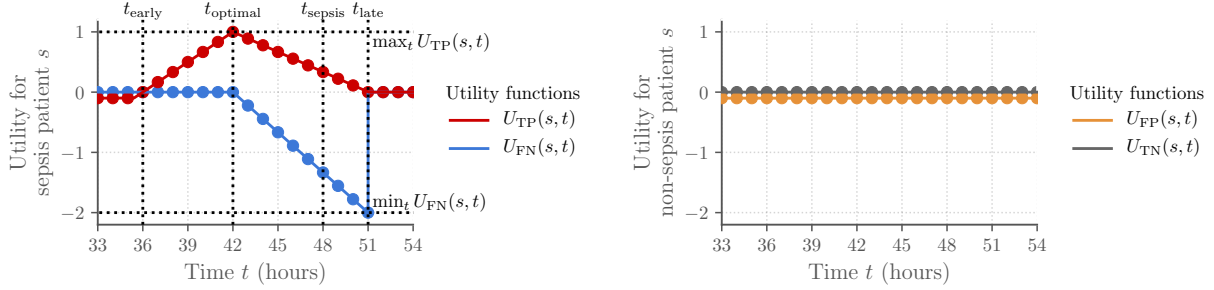 t_early t_optimal t_sepsis t_late
max_t U_TP(s, t)
min_t U_FN(s, t)
1
0
−1
−2
Utility for
sepsis patient s
33 36 39 42 45 48 51 54
Time t (hours)
Utility functions
U_TP(s, t)
U_FN(s, t)
1
0
−1
−2
Utility for
non-sepsis patient s
33 36 39 42 45 48 51 54
Time t (hours)
Utility functions
U_FP(s, t)
U_TN(s, t)